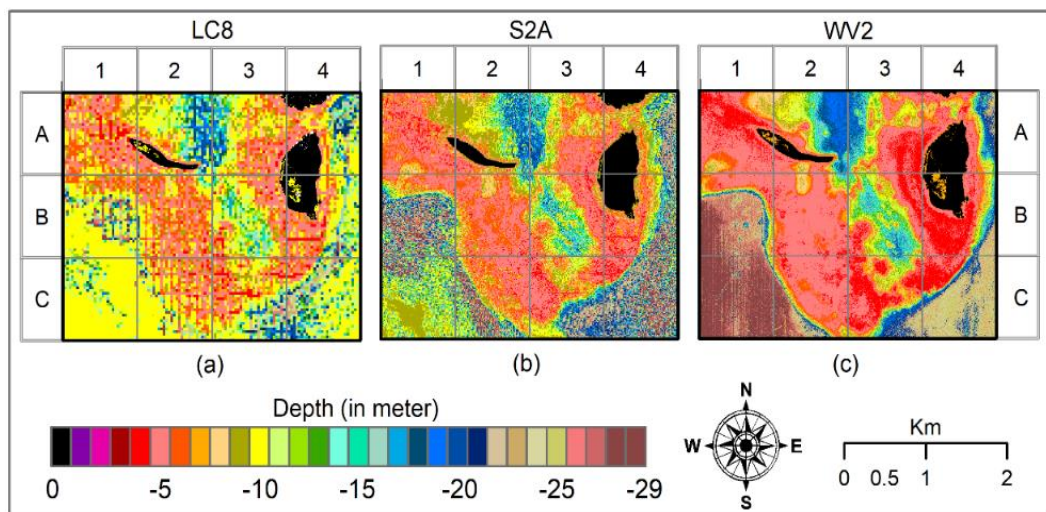 LC8 S2A WV2
1 2 3 4 1 2 3 4 1 2 3 4
A A
B B
C C
(a) (b) (c)
Depth (in meter)
0 -5 -10 -15 -20 -25 -29
N
W E
S
Km
0 0.5 1 2